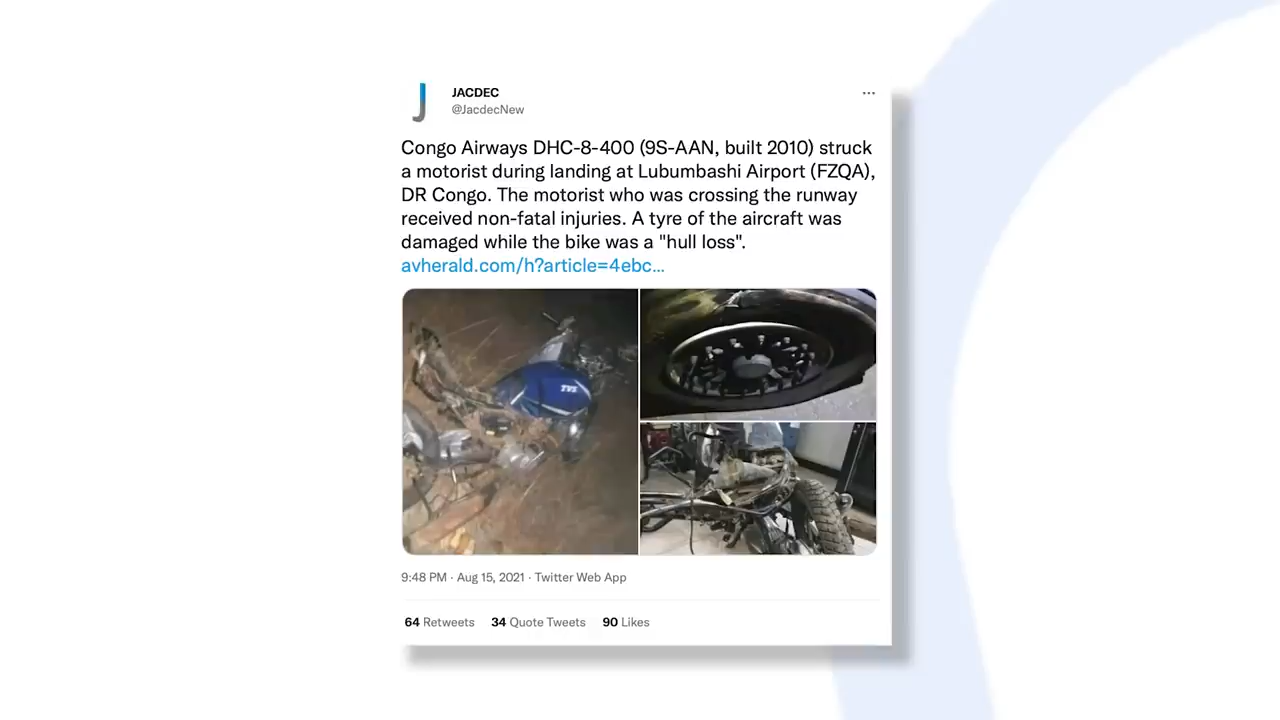 JACDEC
@JacdecNew
Congo Airways DHC-8-400 (9S-AAN, built 2010) struck
a motorist during landing at Lubumbashi Airport (FZQA),
DR Congo. The motorist who was crossing the runway
received non-fatal injuries. A tyre of the aircraft was
damaged while the bike was a "hull loss".
avherald.com/h?article=4ebc...
TVS
9:48 PM · Aug 15, 2021 · Twitter Web App
64 Retweets 34 Quote Tweets 90 Likes